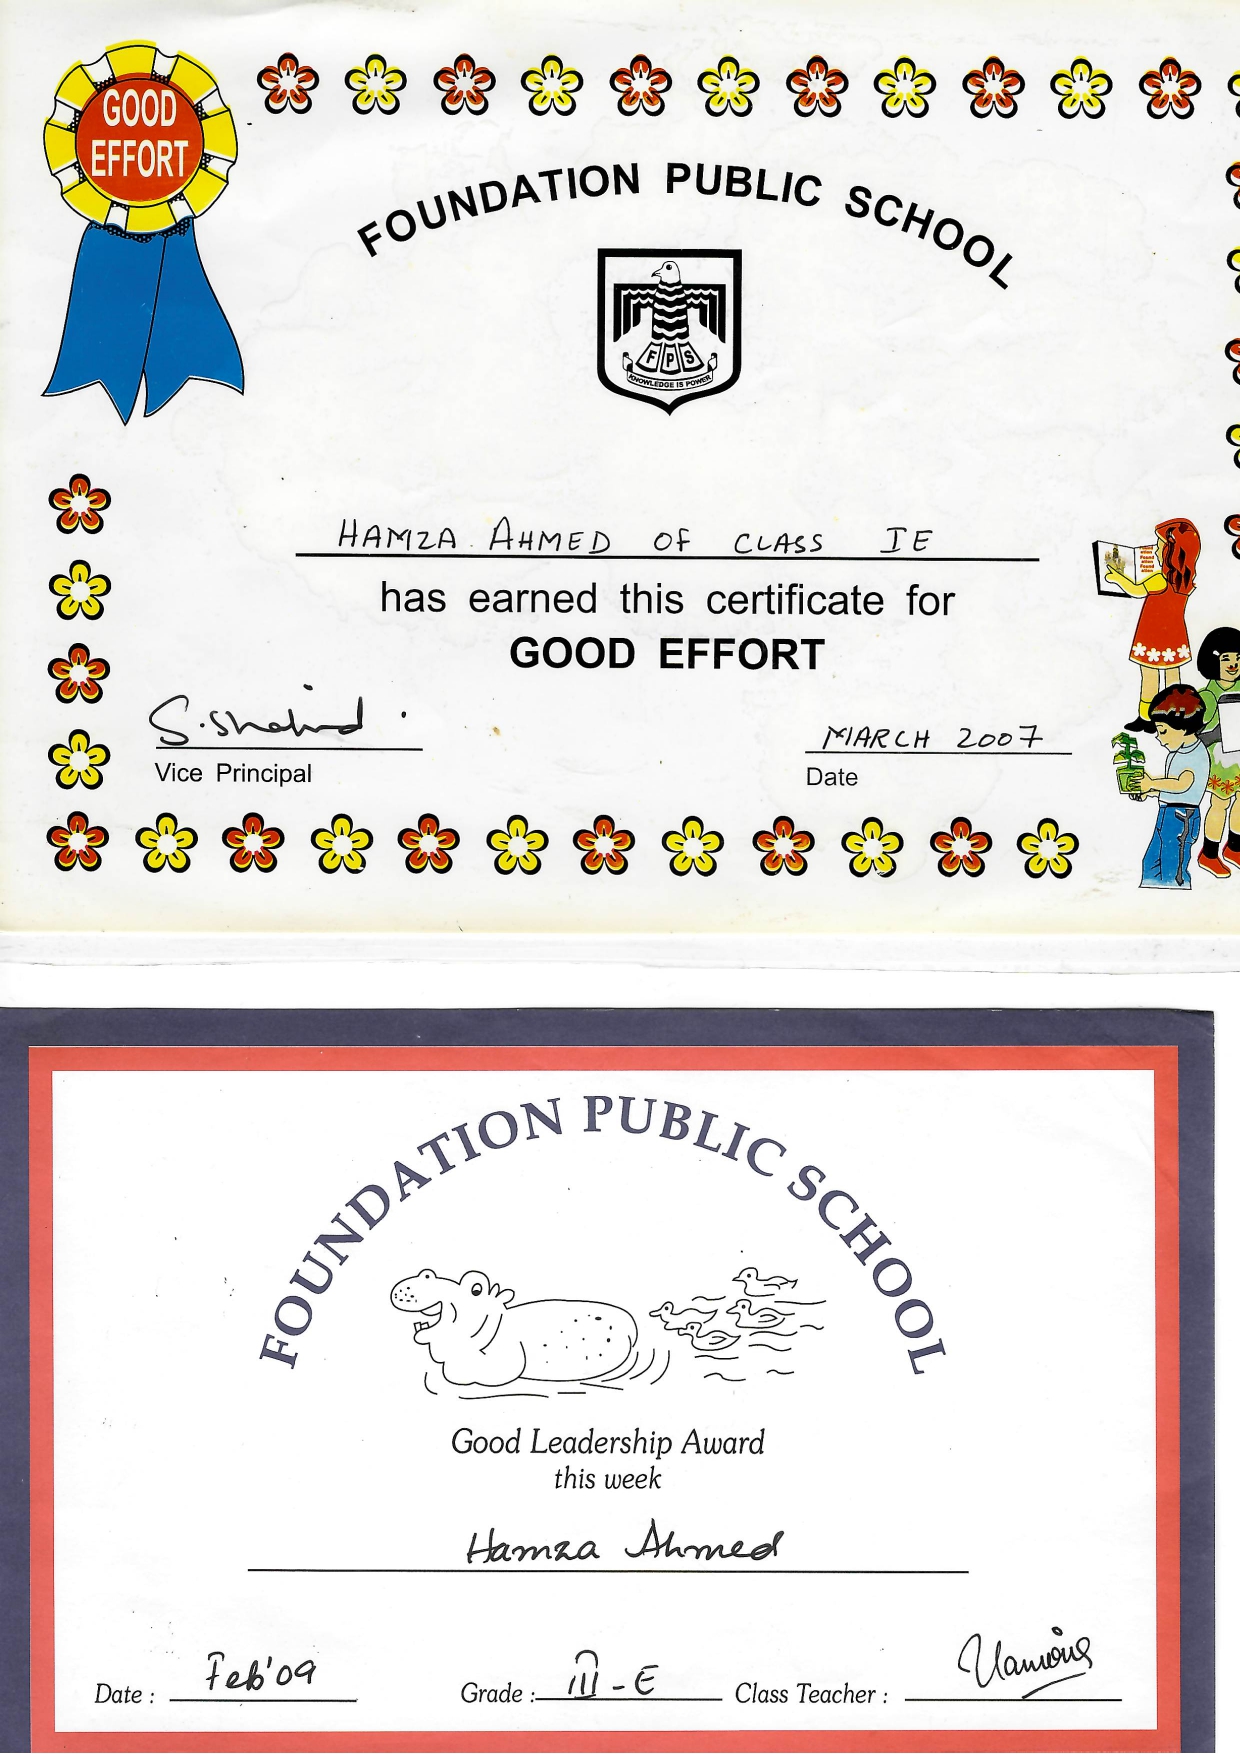 GOOD
EFFORT
FOUNDATION PUBLIC SCHOOL
FPS
KNOWLEDGE IS POWER
HAMZA AHMED OF CLASS IE
has earned this certificate for
GOOD EFFORT
S. Shahid
Vice Principal
MARCH 2007
Date
FOUNDATION PUBLIC SCHOOL
Good Leadership Award
this week
Hamza Ahmed
Date : Feb'09 Grade : III - E Class Teacher :